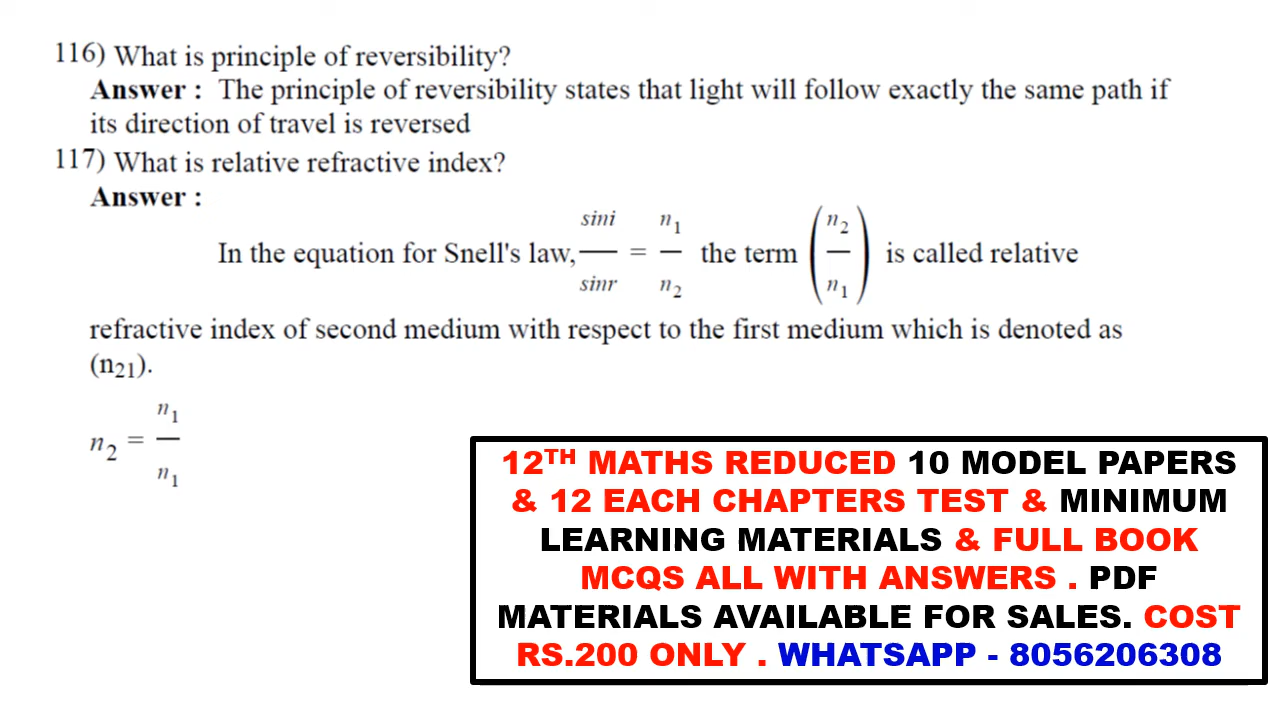 116) What is principle of reversibility?
Answer : The principle of reversibility states that light will follow exactly the same path if
its direction of travel is reversed
117) What is relative refractive index?
Answer :
In the equation for Snell's law, sini/sinr = n₁/n₂ the term (n₂/n₁) is called relative
refractive index of second medium with respect to the first medium which is denoted as
(n₂₁).
n₂ = n₁/n₁
12TH MATHS REDUCED 10 MODEL PAPERS
& 12 EACH CHAPTERS TEST & MINIMUM
LEARNING MATERIALS & FULL BOOK
MCQS ALL WITH ANSWERS . PDF
MATERIALS AVAILABLE FOR SALES. COST
RS.200 ONLY . WHATSAPP - 8056206308